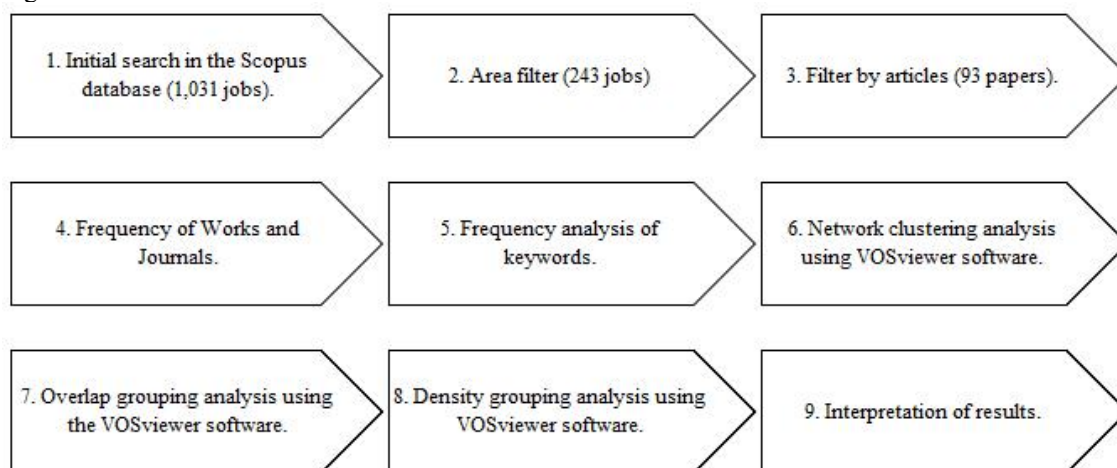 1. Initial search in the Scopus
database (1,031 jobs).
2. Area filter (243 jobs)
3. Filter by articles (93 papers).
4. Frequency of Works and
Journals.
5. Frequency analysis of
keywords.
6. Network clustering analysis
using VOSviewer software.
7. Overlap grouping analysis using
the VOSviewer software.
8. Density grouping analysis using
VOSviewer software.
9. Interpretation of results.